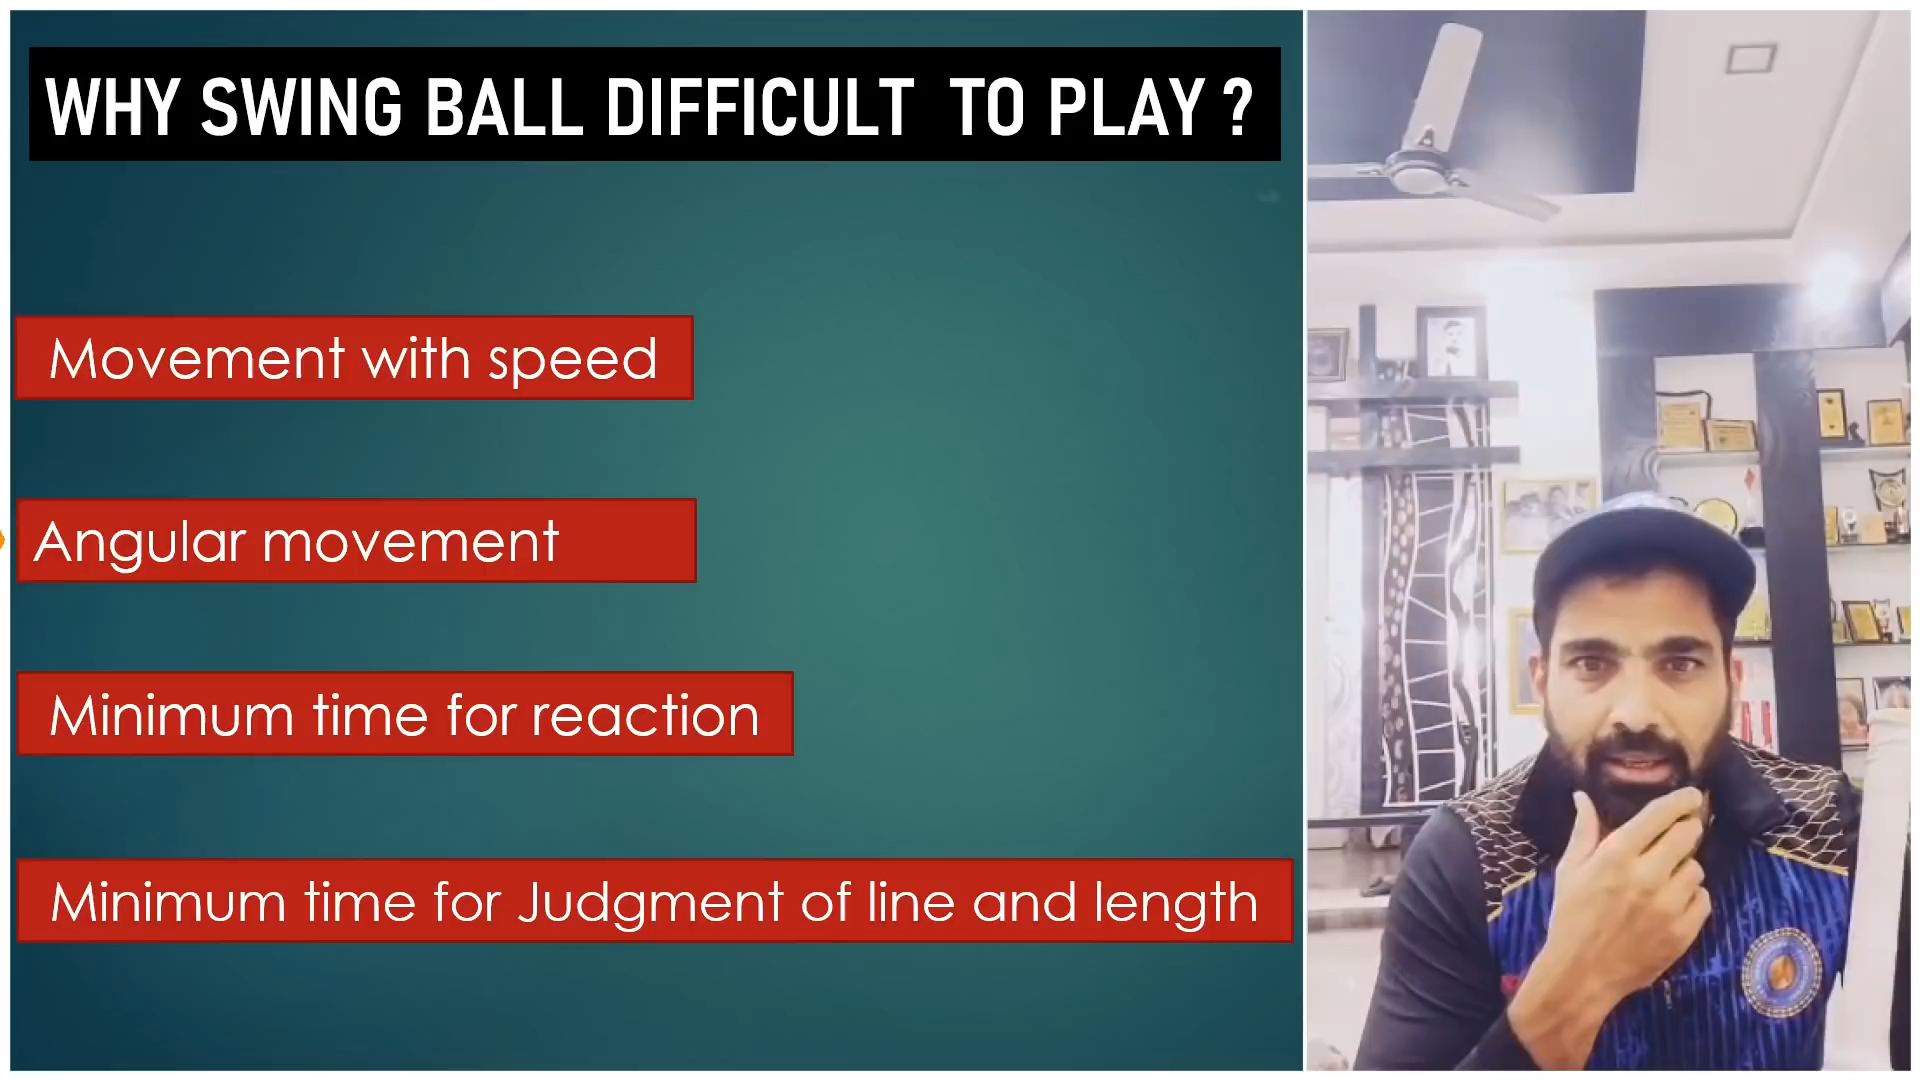 WHY SWING BALL DIFFICULT TO PLAY ?
Movement with speed
Angular movement
Minimum time for reaction
Minimum time for Judgment of line and length